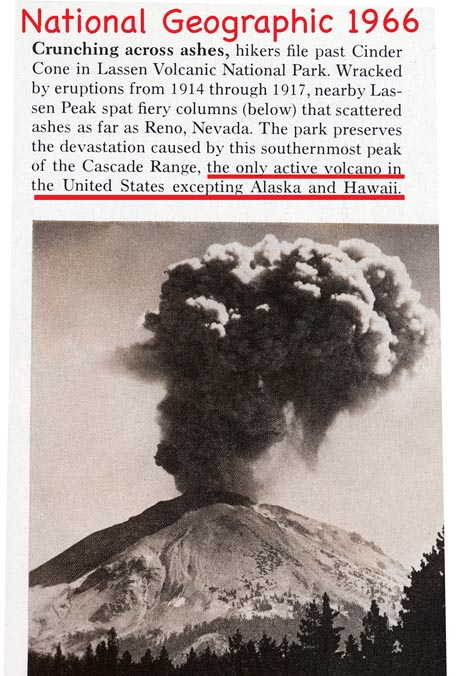 National Geographic 1966
Crunching across ashes, hikers file past Cinder
Cone in Lassen Volcanic National Park. Wracked
by eruptions from 1914 through 1917, nearby Las-
sen Peak spat fiery columns (below) that scattered
ashes as far as Reno, Nevada. The park preserves
the devastation caused by this southernmost peak
of the Cascade Range, the only active volcano in
the United States excepting Alaska and Hawaii.